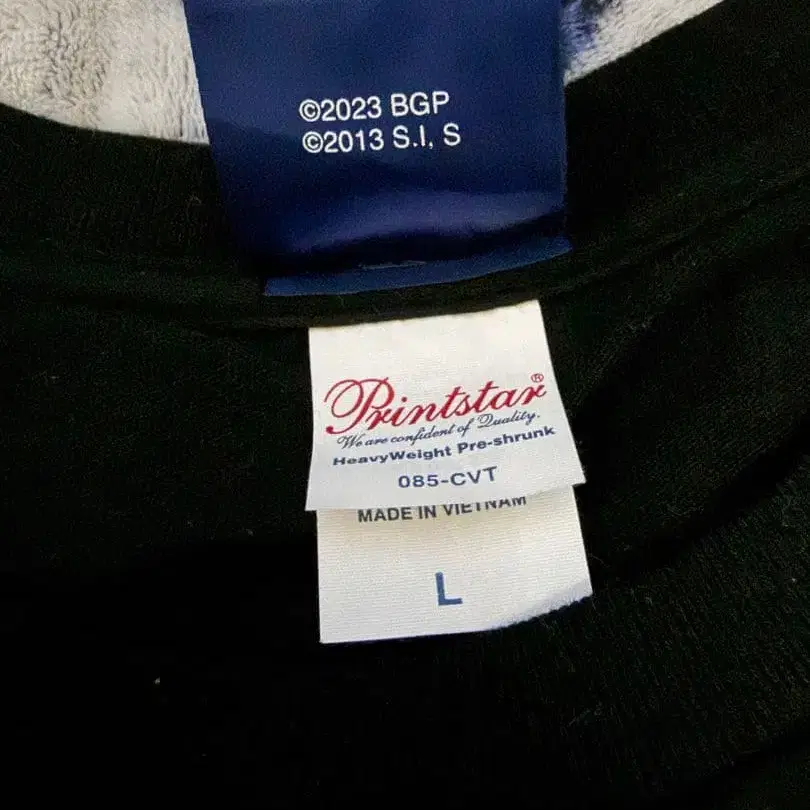 ©2023 BGP
©2013 S.I, S
Printstar®
We are confident of Quality.
HeavyWeight Pre-shrunk
085-CVT
MADE IN VIETNAM
L